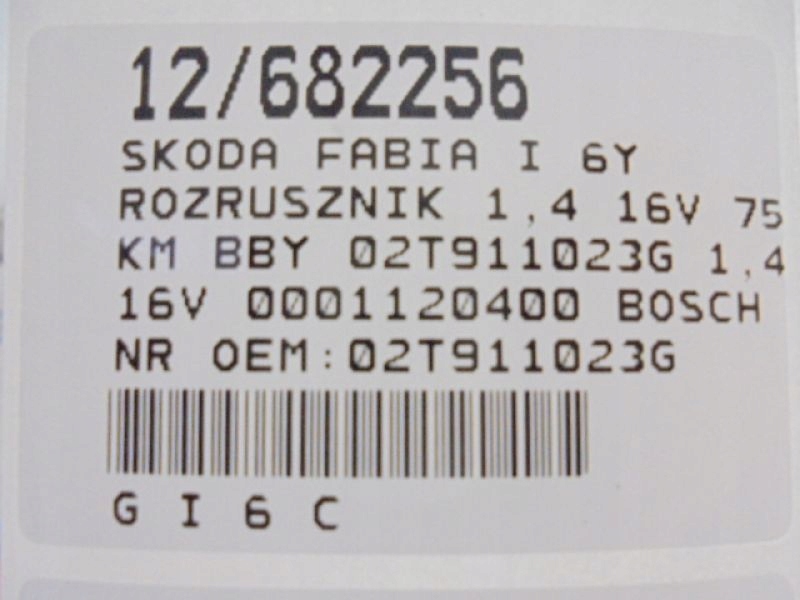 12/682256
SKODA FABIA I 6Y
ROZRUSZNIK 1,4 16V 75
KM BBY 02T911023G 1,4
16V 0001120400 BOSCH
NR OEM:02T911023G
G I 6 C